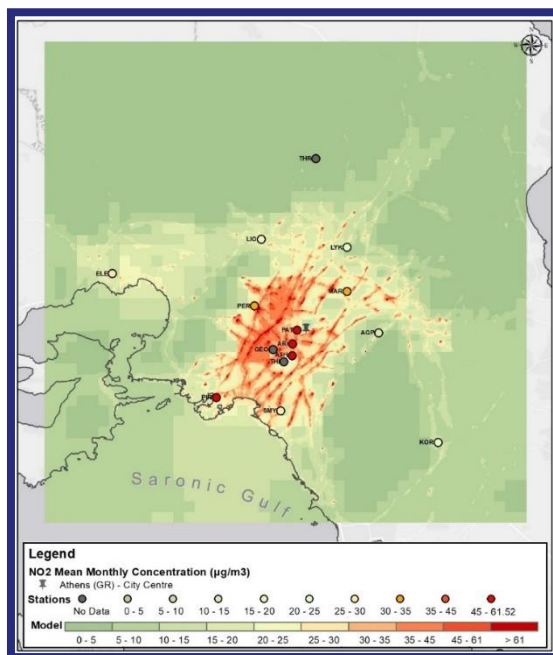 THR
LIO
LYK
ELE
MAR
PER
PAT
AGP
GEO
SMY
KOR
Saronic Gulf
Legend
NO2 Mean Monthly Concentration (µg/m3)
Athens (GR) - City Centre
Stations
No Data 0 - 5 5 - 10 10 - 15 15 - 20 20 - 25 25 - 30 30 - 35 35 - 45 45 - 61.52
Model
0 - 5 5 - 10 10 - 15 15 - 20 20 - 25 25 - 30 30 - 35 35 - 45 45 - 61 > 61